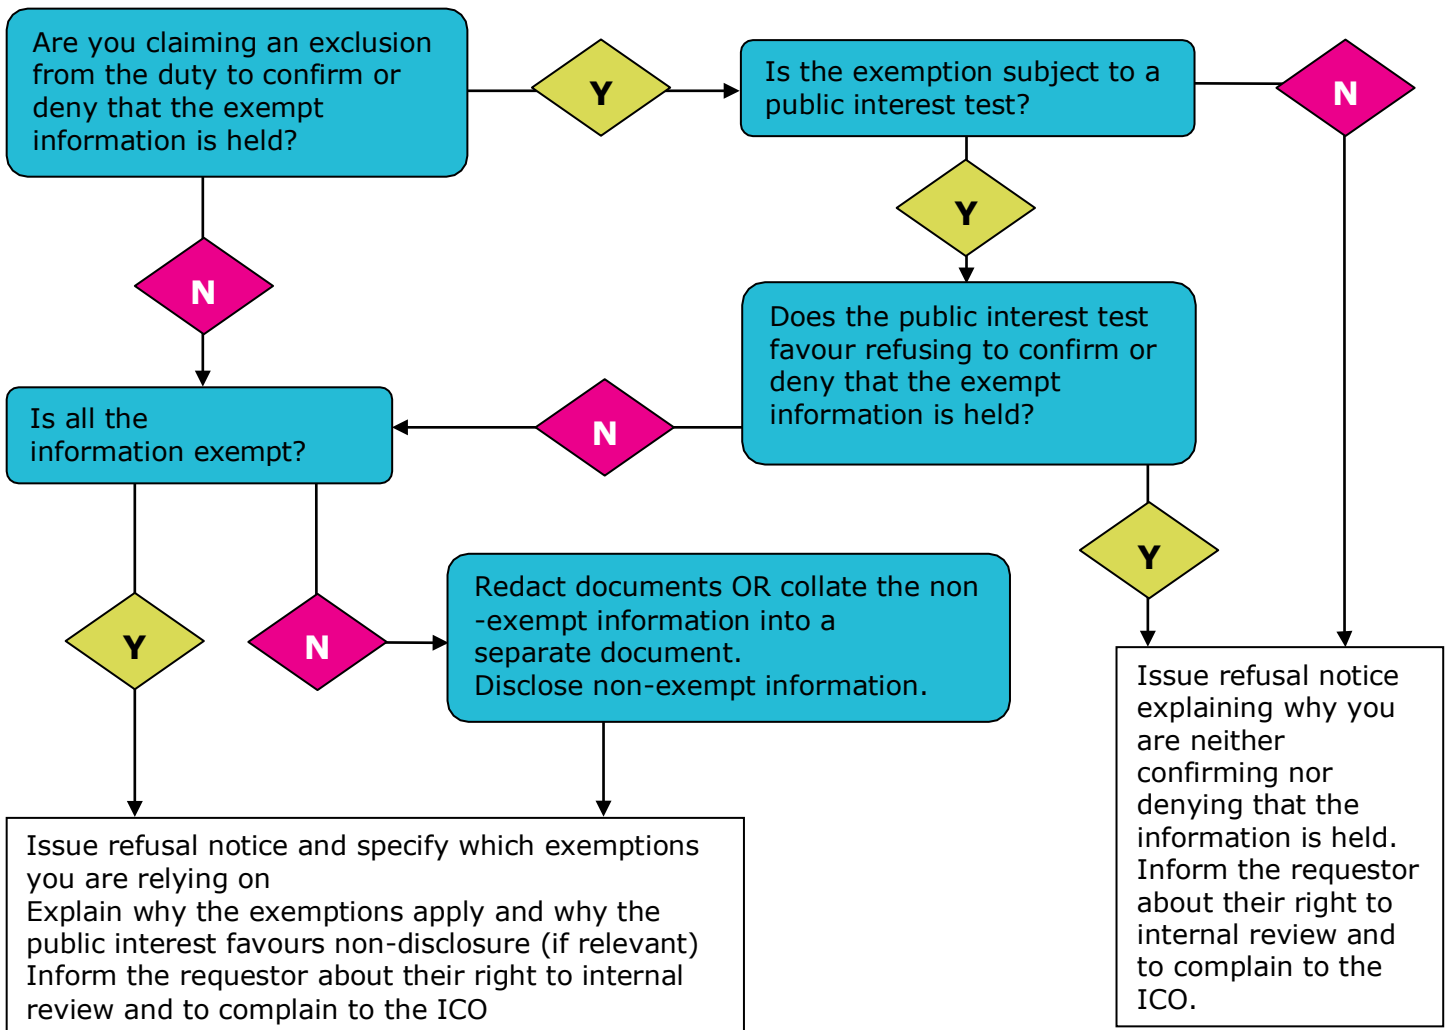 Are you claiming an exclusion
from the duty to confirm or
deny that the exempt
information is held?
Y
Is the exemption subject to a
public interest test?
N
Y
N
Does the public interest test
favour refusing to confirm or
deny that the exempt
information is held?
N
Is all the
information exempt?
Y
Y
N
Redact documents OR collate the non
-exempt information into a
separate document.
Disclose non-exempt information.
Issue refusal notice
explaining why you
are neither
confirming nor
denying that the
information is held.
Inform the requestor
about their right to
internal review and
to complain to the
ICO.
Issue refusal notice and specify which exemptions
you are relying on
Explain why the exemptions apply and why the
public interest favours non-disclosure (if relevant)
Inform the requestor about their right to internal
review and to complain to the ICO